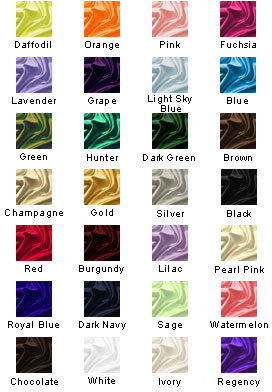 Daffodil Orange Pink Fuchsia
Lavender Grape Light Sky Blue Blue
Green Hunter Dark Green Brown
Champagne Gold Silver Black
Red Burgundy Lilac Pearl Pink
Royal Blue Dark Navy Sage Watermelon
Chocolate White Ivory Regency